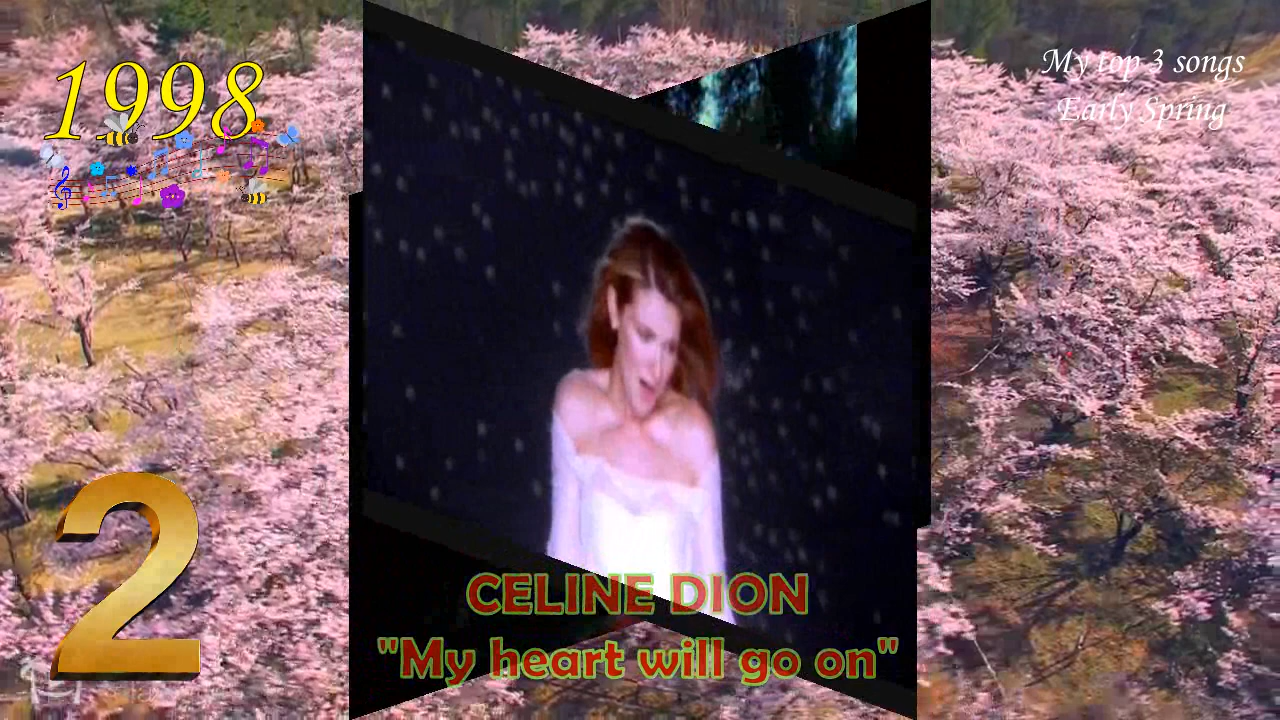 1998
My top 3 songs
Early Spring
2
CELINE DION
"My heart will go on"